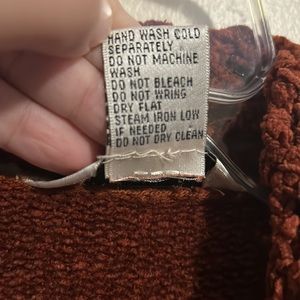 HAND WASH COLD
SEPARATELY
DO NOT MACHINE
WASH
DO NOT BLEACH
DO NOT WRING
DRY FLAT
STEAM IRON LOW
IF NEEDED
DO NOT DRY CLEAN